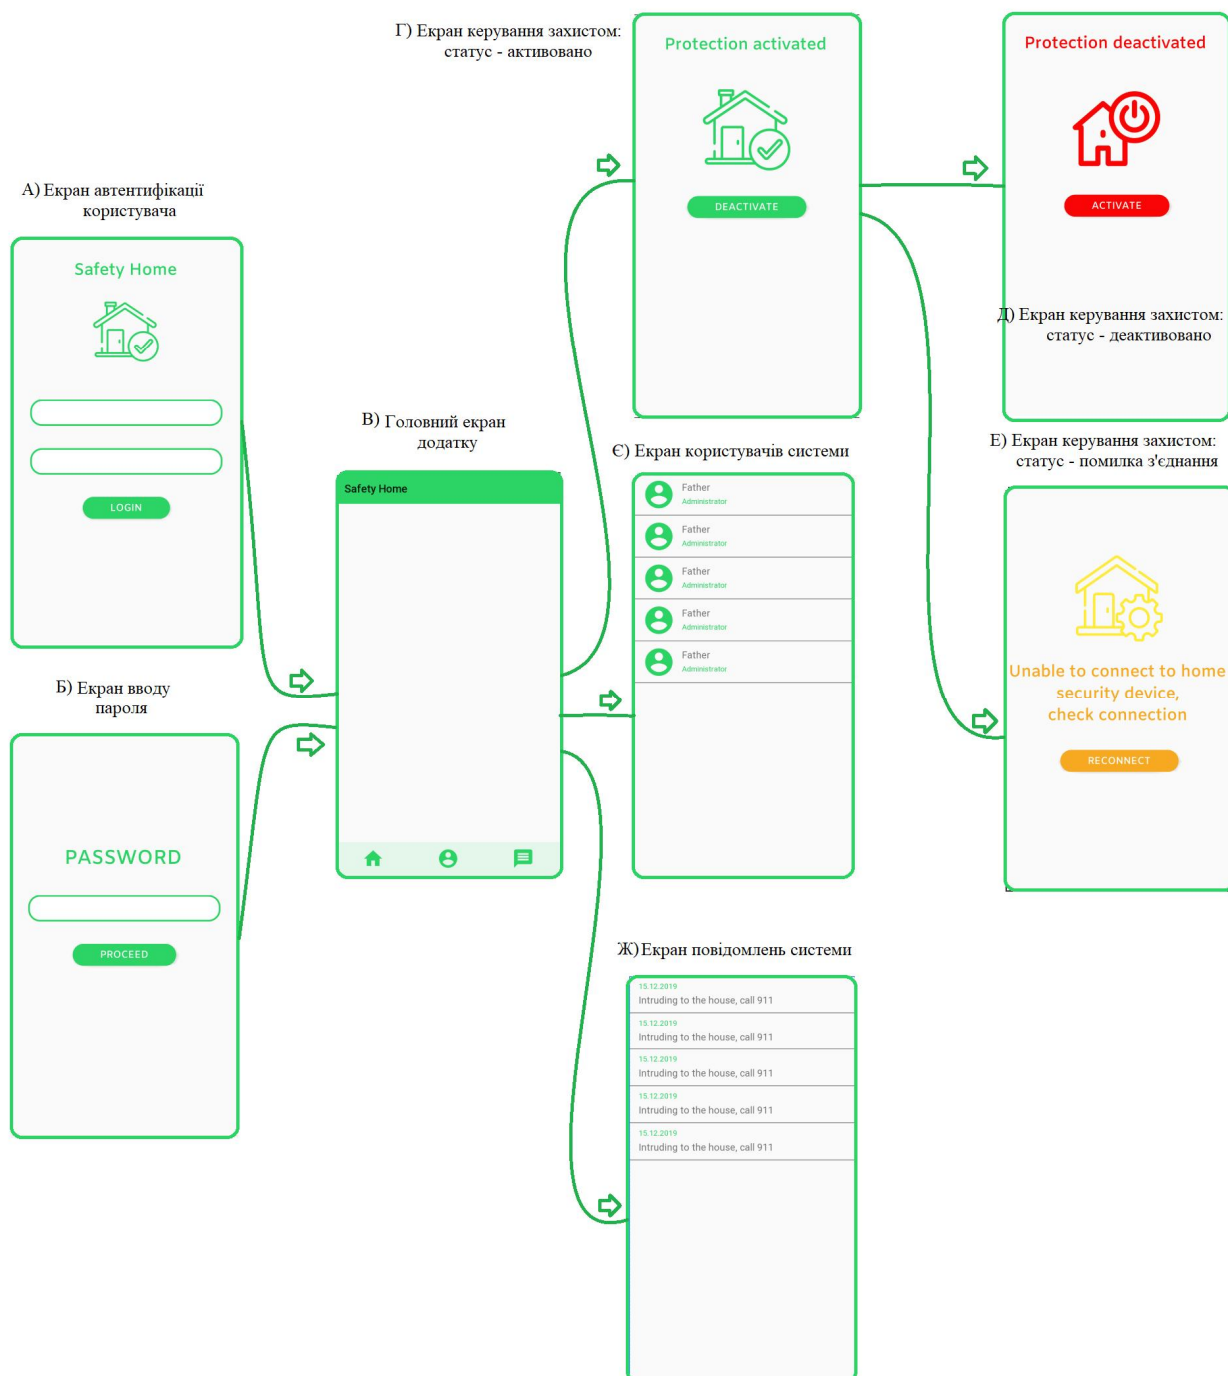 А) Екран автентифікації
користувача
Safety Home
LOGIN
Б) Екран вводу
пароля
PASSWORD
PROCEED
В) Головний екран
додатку
Safety Home
Г) Екран керування захистом:
статус - активовано
Protection activated
DEACTIVATE
Protection deactivated
ACTIVATE
Д) Екран керування захистом:
статус - деактивовано
Е) Екран керування захистом:
статус - помилка з'єднання
Unable to connect to home
security device,
check connection
RECONNECT
Є) Екран користувачів системи
Father
Administrator
Father
Administrator
Father
Administrator
Father
Administrator
Father
Administrator
Ж) Екран повідомлень системи
15.12.2019
Intruding to the house, call 911
15.12.2019
Intruding to the house, call 911
15.12.2019
Intruding to the house, call 911
15.12.2019
Intruding to the house, call 911
15.12.2019
Intruding to the house, call 911